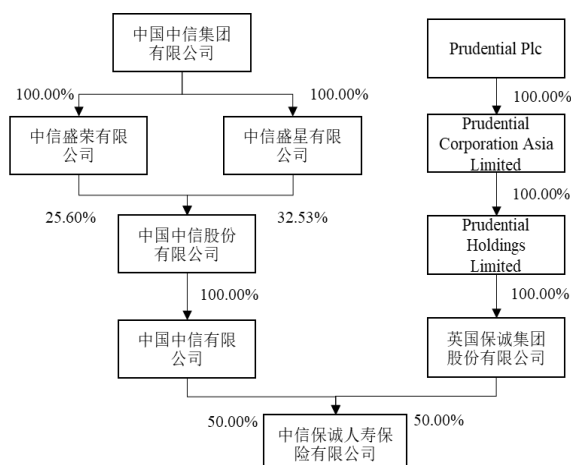 中国中信集团
有限公司
Prudential Plc
100.00%
100.00%
100.00%
中信盛荣有限
公司
中信盛星有限
公司
Prudential
Corporation Asia
Limited
25.60%
32.53%
100.00%
中国中信股份
有限公司
Prudential
Holdings
Limited
100.00%
100.00%
中国中信有限
公司
英国保诚集团
股份有限公司
50.00%
50.00%
中信保诚人寿保
险有限公司